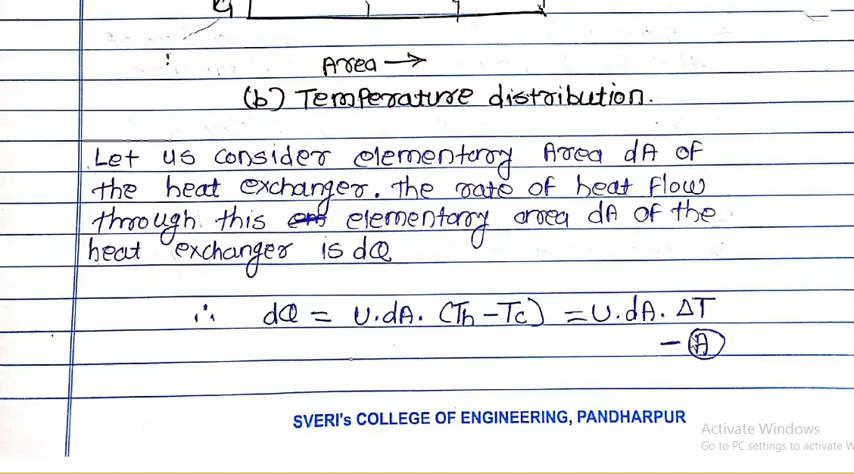 Area →
(b) Temperature distribution.
Let us consider elementary Area dA of
the heat exchanger. The rate of heat flow
through this elementary area dA of the
heat exchanger is dQ
∴ dQ = U.dA. (Th - Tc) = U.dA. ΔT
- Ⓐ
SVERI's COLLEGE OF ENGINEERING, PANDHARPUR
Activate Windows
Go to PC settings to activate W